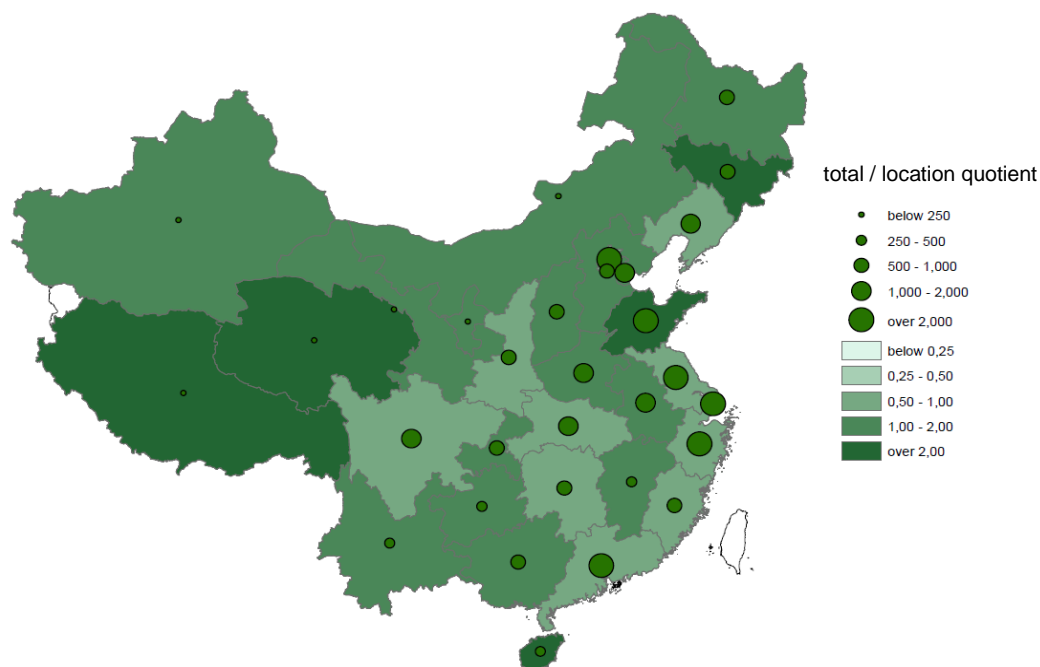 total / location quotient
below 250
250 - 500
500 - 1,000
1,000 - 2,000
over 2,000
below 0,25
0,25 - 0,50
0,50 - 1,00
1,00 - 2,00
over 2,00